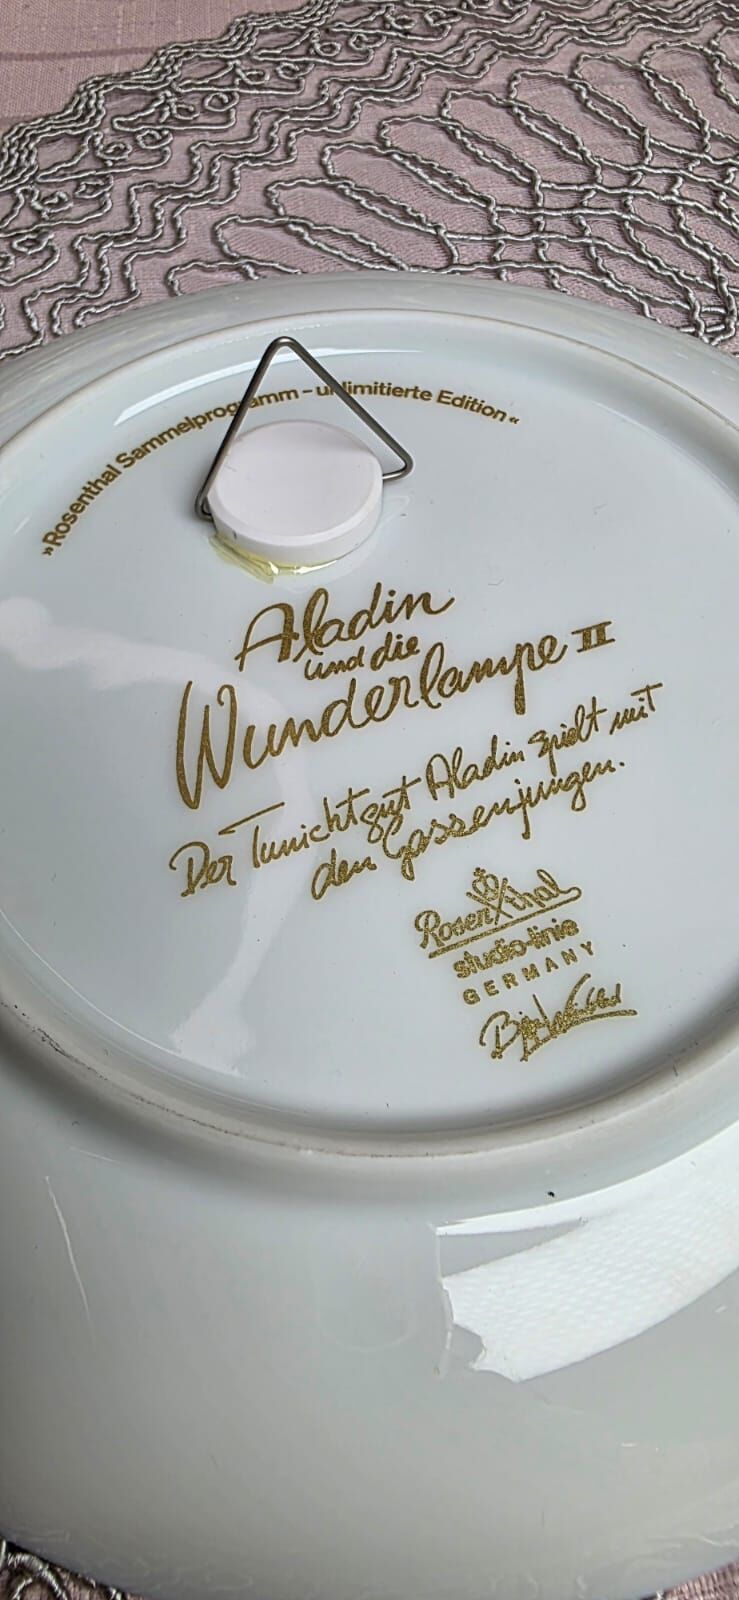 »Rosenthal Sammelprogramm – unlimitierte Edition«
Aladin
und die
Wunderlampe II
Der Tunichtgut Aladin spielt mit
den Gassenjungen.
Rosenthal
studio-linie
GERMANY